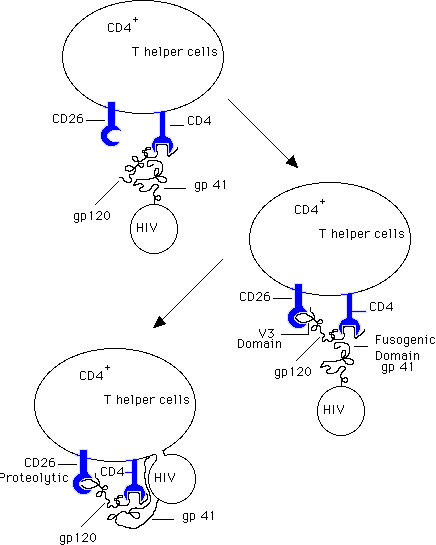 CD4+
T helper cells
CD26
CD4
gp 41
gp120
HIV
CD4+
T helper cells
CD26
CD4
V3
Domain
Fusogenic
Domain
gp120
gp 41
HIV
CD4+
T helper cells
CD26
CD4
Proteolytic
HIV
gp 41
gp120